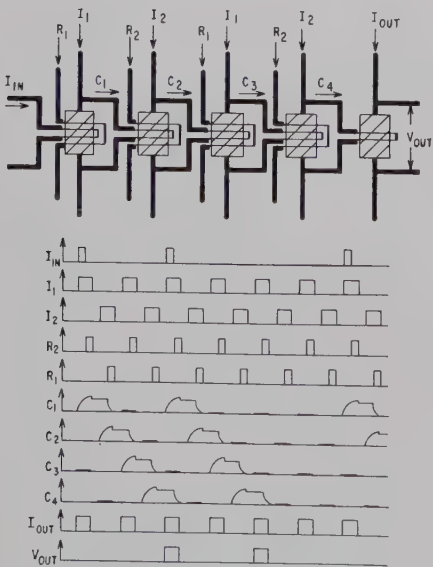 R1 I1 R2 I2 R1 I1 R2 I2 IOUT
IIN C1 C2 C3 C4
VOUT
IIN
I1
I2
R2
R1
C1
C2
C3
C4
IOUT
VOUT